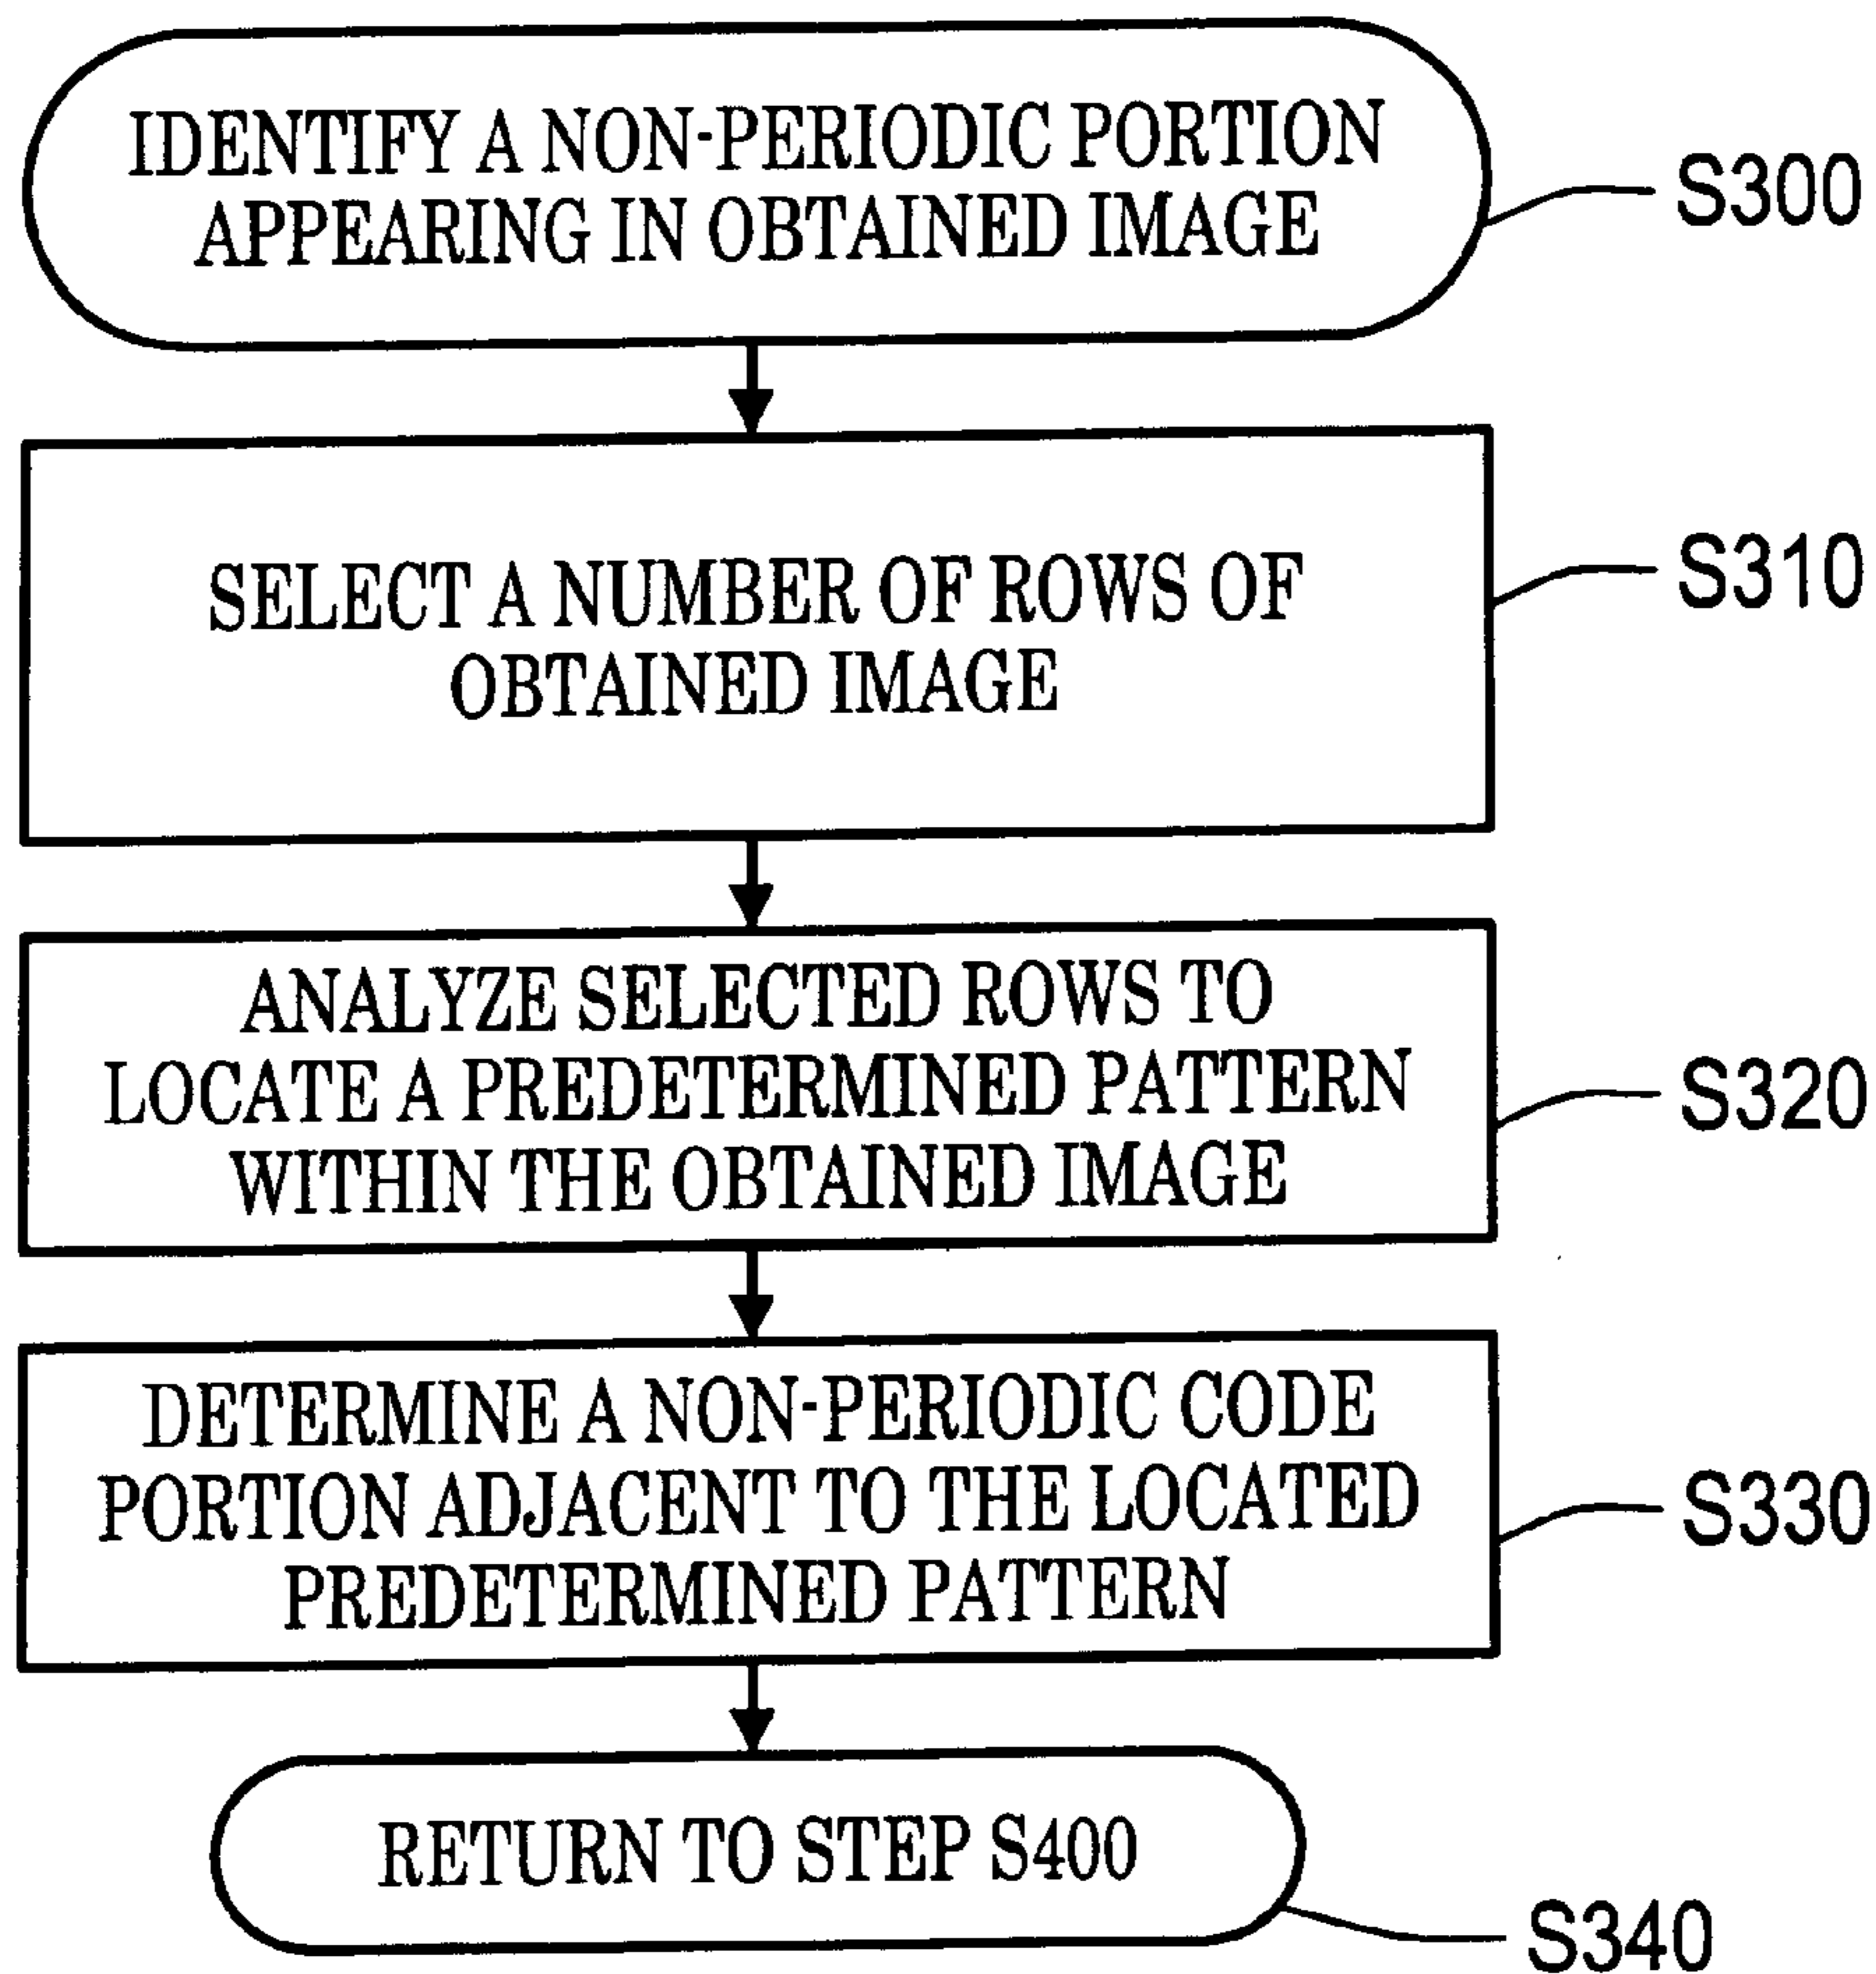 IDENTIFY A NON-PERIODIC PORTION
APPEARING IN OBTAINED IMAGE
S300
SELECT A NUMBER OF ROWS OF
OBTAINED IMAGE
S310
ANALYZE SELECTED ROWS TO
LOCATE A PREDETERMINED PATTERN
WITHIN THE OBTAINED IMAGE
S320
DETERMINE A NON-PERIODIC CODE
PORTION ADJACENT TO THE LOCATED
PREDETERMINED PATTERN
S330
RETURN TO STEP S400
S340